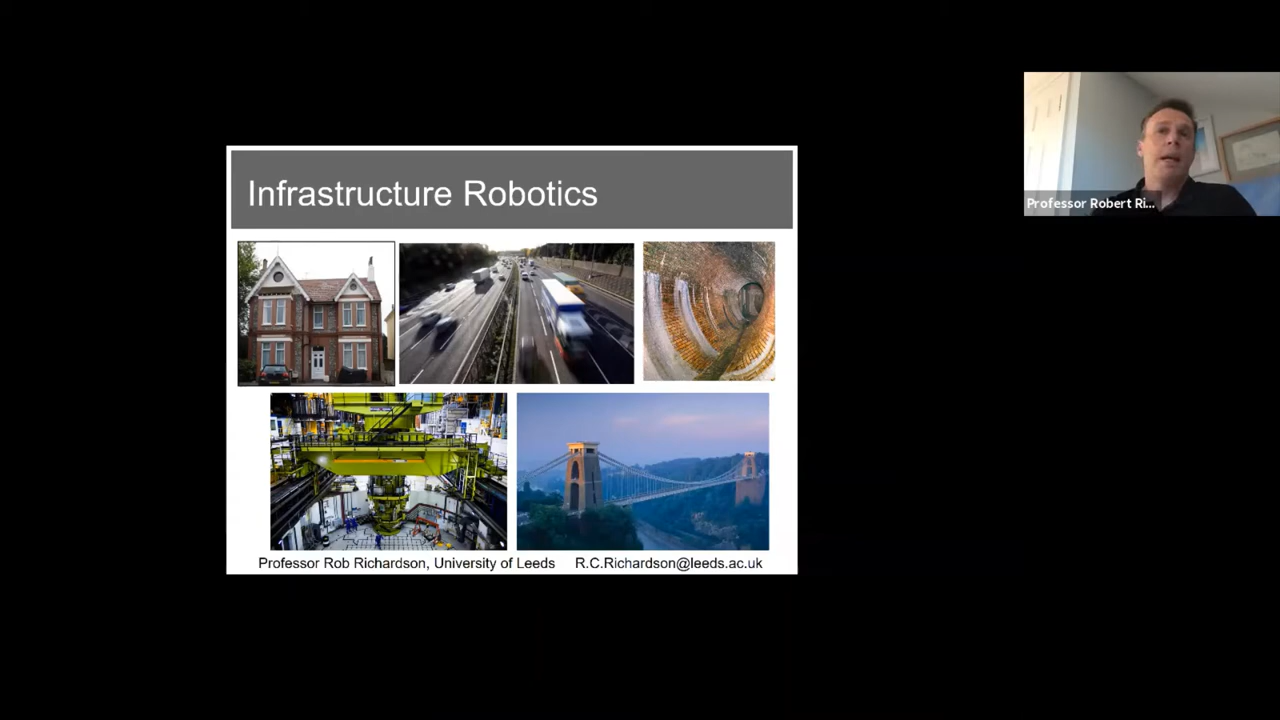 Infrastructure Robotics
Professor Robert Ri...
Professor Rob Richardson, University of Leeds R.C.Richardson@leeds.ac.uk